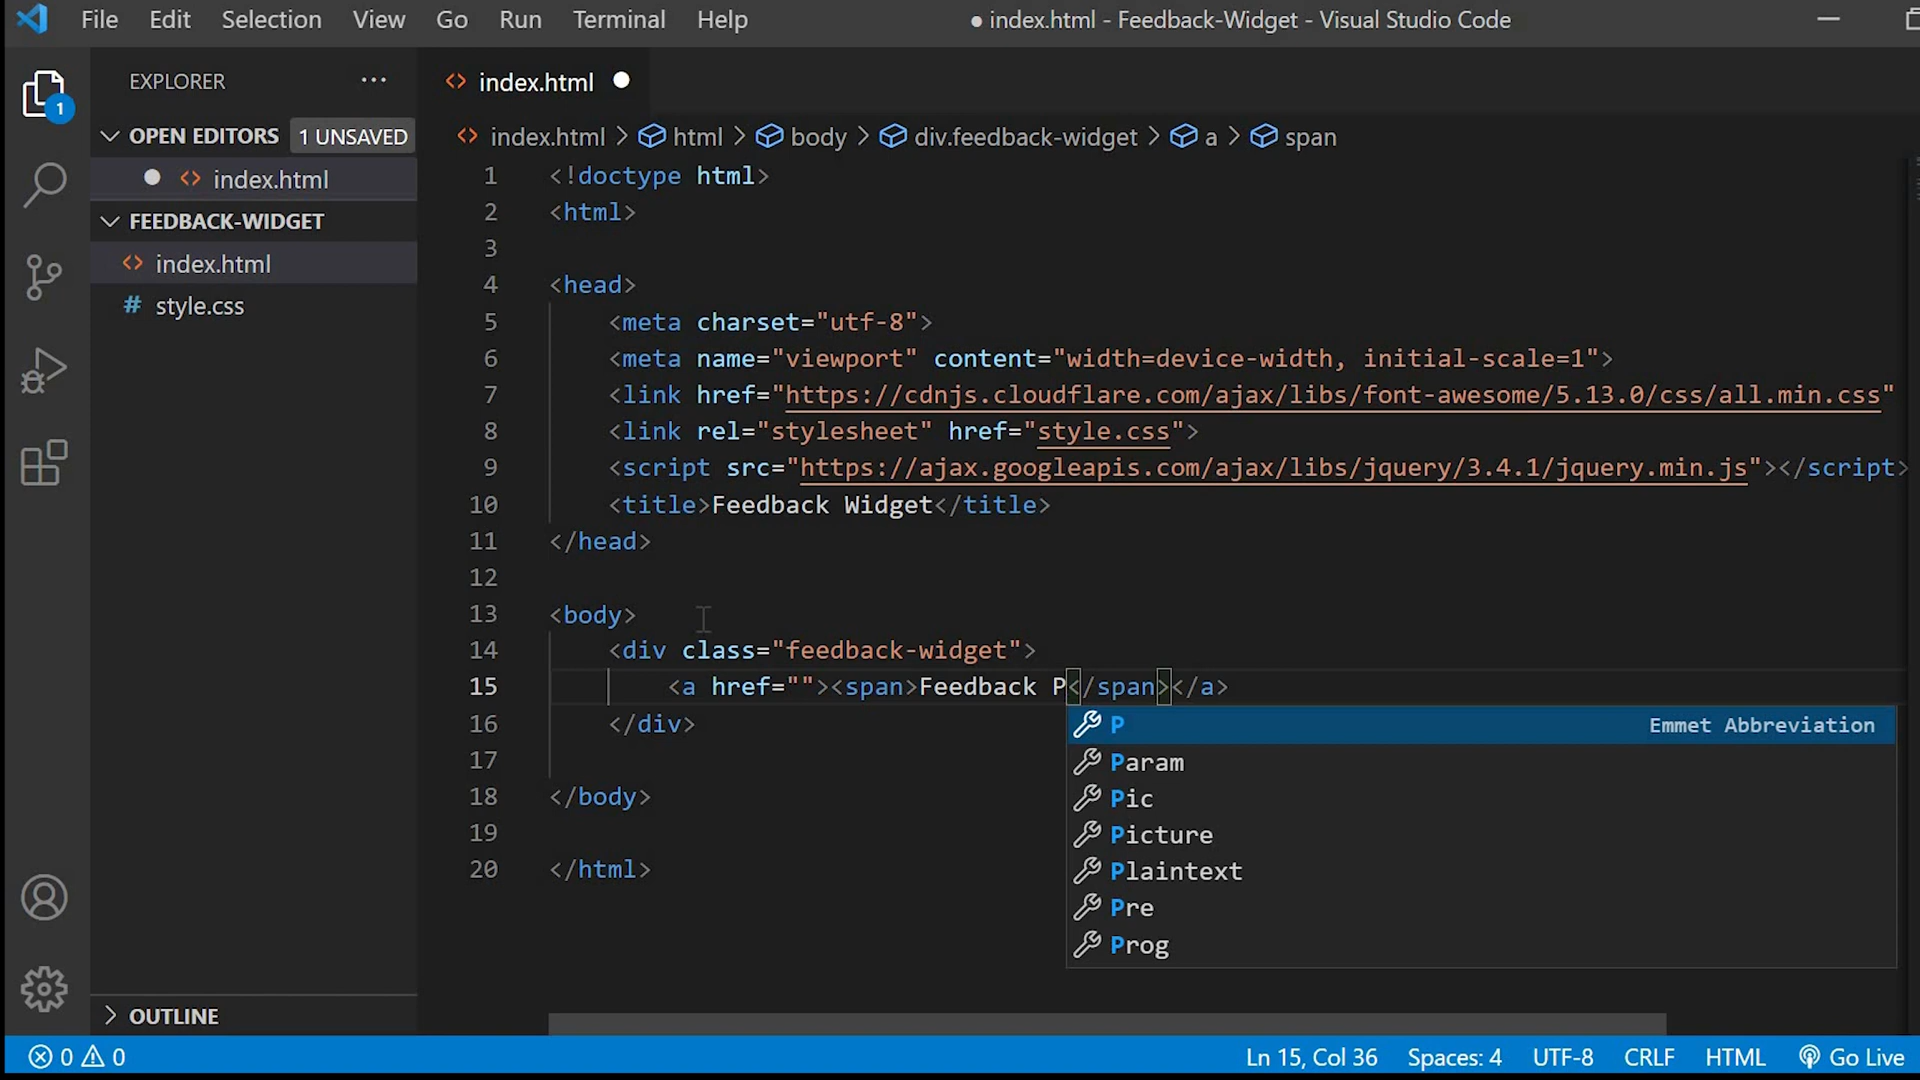 File Edit Selection View Go Run Terminal Help ● index.html - Feedback-Widget - Visual Studio Code
EXPLORER ···
index.html ●
1
OPEN EDITORS 1 UNSAVED
index.html > html > body > div.feedback-widget > a > span
● index.html
FEEDBACK-WIDGET
index.html
# style.css
1 <!doctype html>
2 <html>
3
4 <head>
5 <meta charset="utf-8">
6 <meta name="viewport" content="width=device-width, initial-scale=1">
7 <link href="https://cdnjs.cloudflare.com/ajax/libs/font-awesome/5.13.0/css/all.min.css"
8 <link rel="stylesheet" href="style.css">
9 <script src="https://ajax.googleapis.com/ajax/libs/jquery/3.4.1/jquery.min.js"></script>
10 <title>Feedback Widget</title>
11 </head>
12
13 <body>
14 <div class="feedback-widget">
15 <a href=""><span>Feedback P</span></a>
16 </div>
17
18 </body>
19
20 </html>
P Emmet Abbreviation
Param
Pic
Picture
Plaintext
Pre
Prog
OUTLINE
0 0 Ln 15, Col 36 Spaces: 4 UTF-8 CRLF HTML Go Live